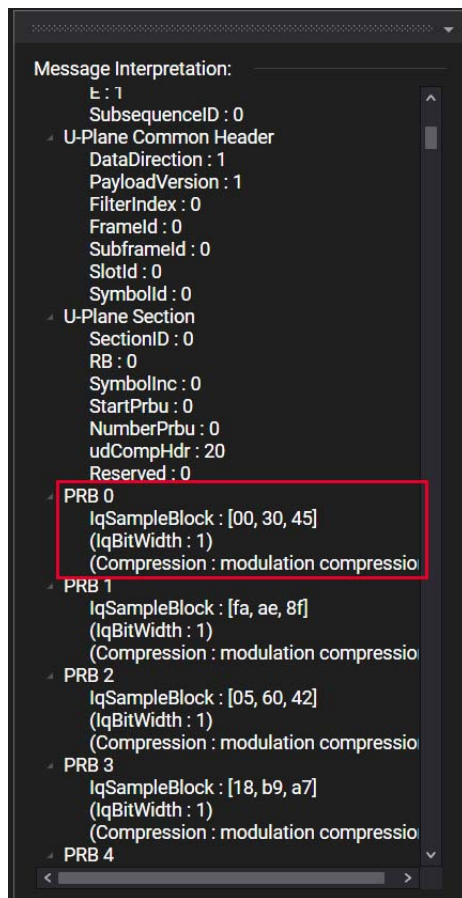 Message Interpretation:
E : 1
SubsequenceID : 0
U-Plane Common Header
DataDirection : 1
PayloadVersion : 1
FilterIndex : 0
FrameId : 0
SubframeId : 0
SlotId : 0
SymbolId : 0
U-Plane Section
SectionID : 0
RB : 0
SymbolInc : 0
StartPrbu : 0
NumberPrbu : 0
udCompHdr : 20
Reserved : 0
PRB 0
IqSampleBlock : [00, 30, 45]
(IqBitWidth : 1)
(Compression : modulation compression
PRB 1
IqSampleBlock : [fa, ae, 8f]
(IqBitWidth : 1)
(Compression : modulation compressio
PRB 2
IqSampleBlock : [05, 60, 42]
(IqBitWidth : 1)
(Compression : modulation compressio
PRB 3
IqSampleBlock : [18, b9, a7]
(IqBitWidth : 1)
(Compression : modulation compressio
PRB 4